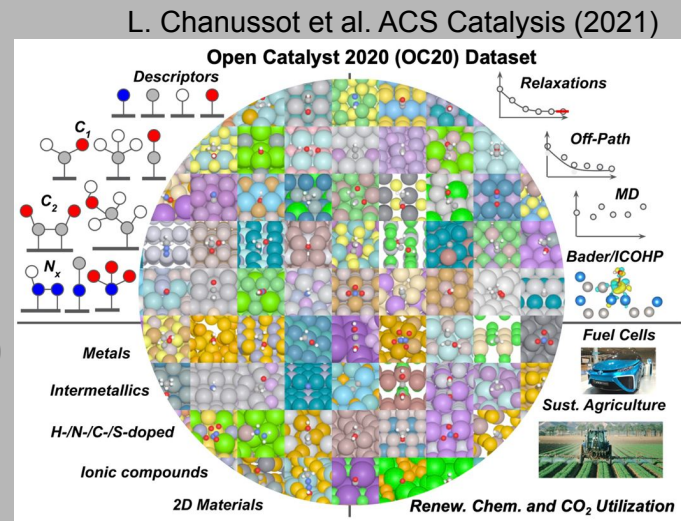 L. Chanussot et al. ACS Catalysis (2021)
Open Catalyst 2020 (OC20) Dataset
Descriptors
C₁
C₂
Nₓ
Relaxations
Off-Path
MD
Bader/ICOHP
Metals
Intermetallics
H-/N-/C-/S-doped
Ionic compounds
2D Materials
Fuel Cells
Sust. Agriculture
Renew. Chem. and CO₂ Utilization